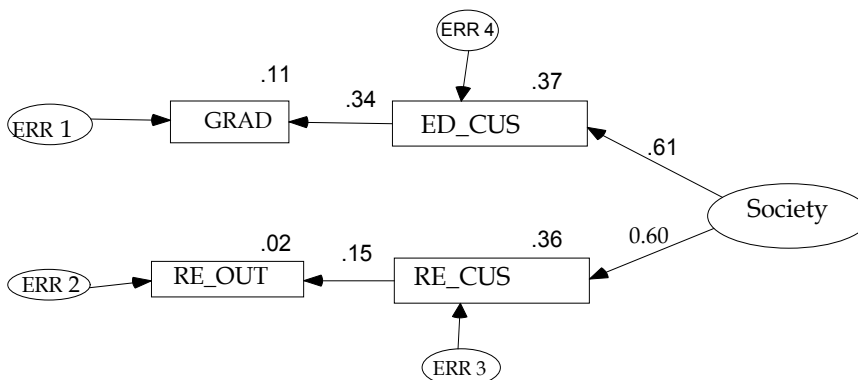 ERR 4
.11
.37
.34
ERR 1
GRAD
ED_CUS
.61
Society
0.60
.02
.15
.36
ERR 2
RE_OUT
RE_CUS
ERR 3